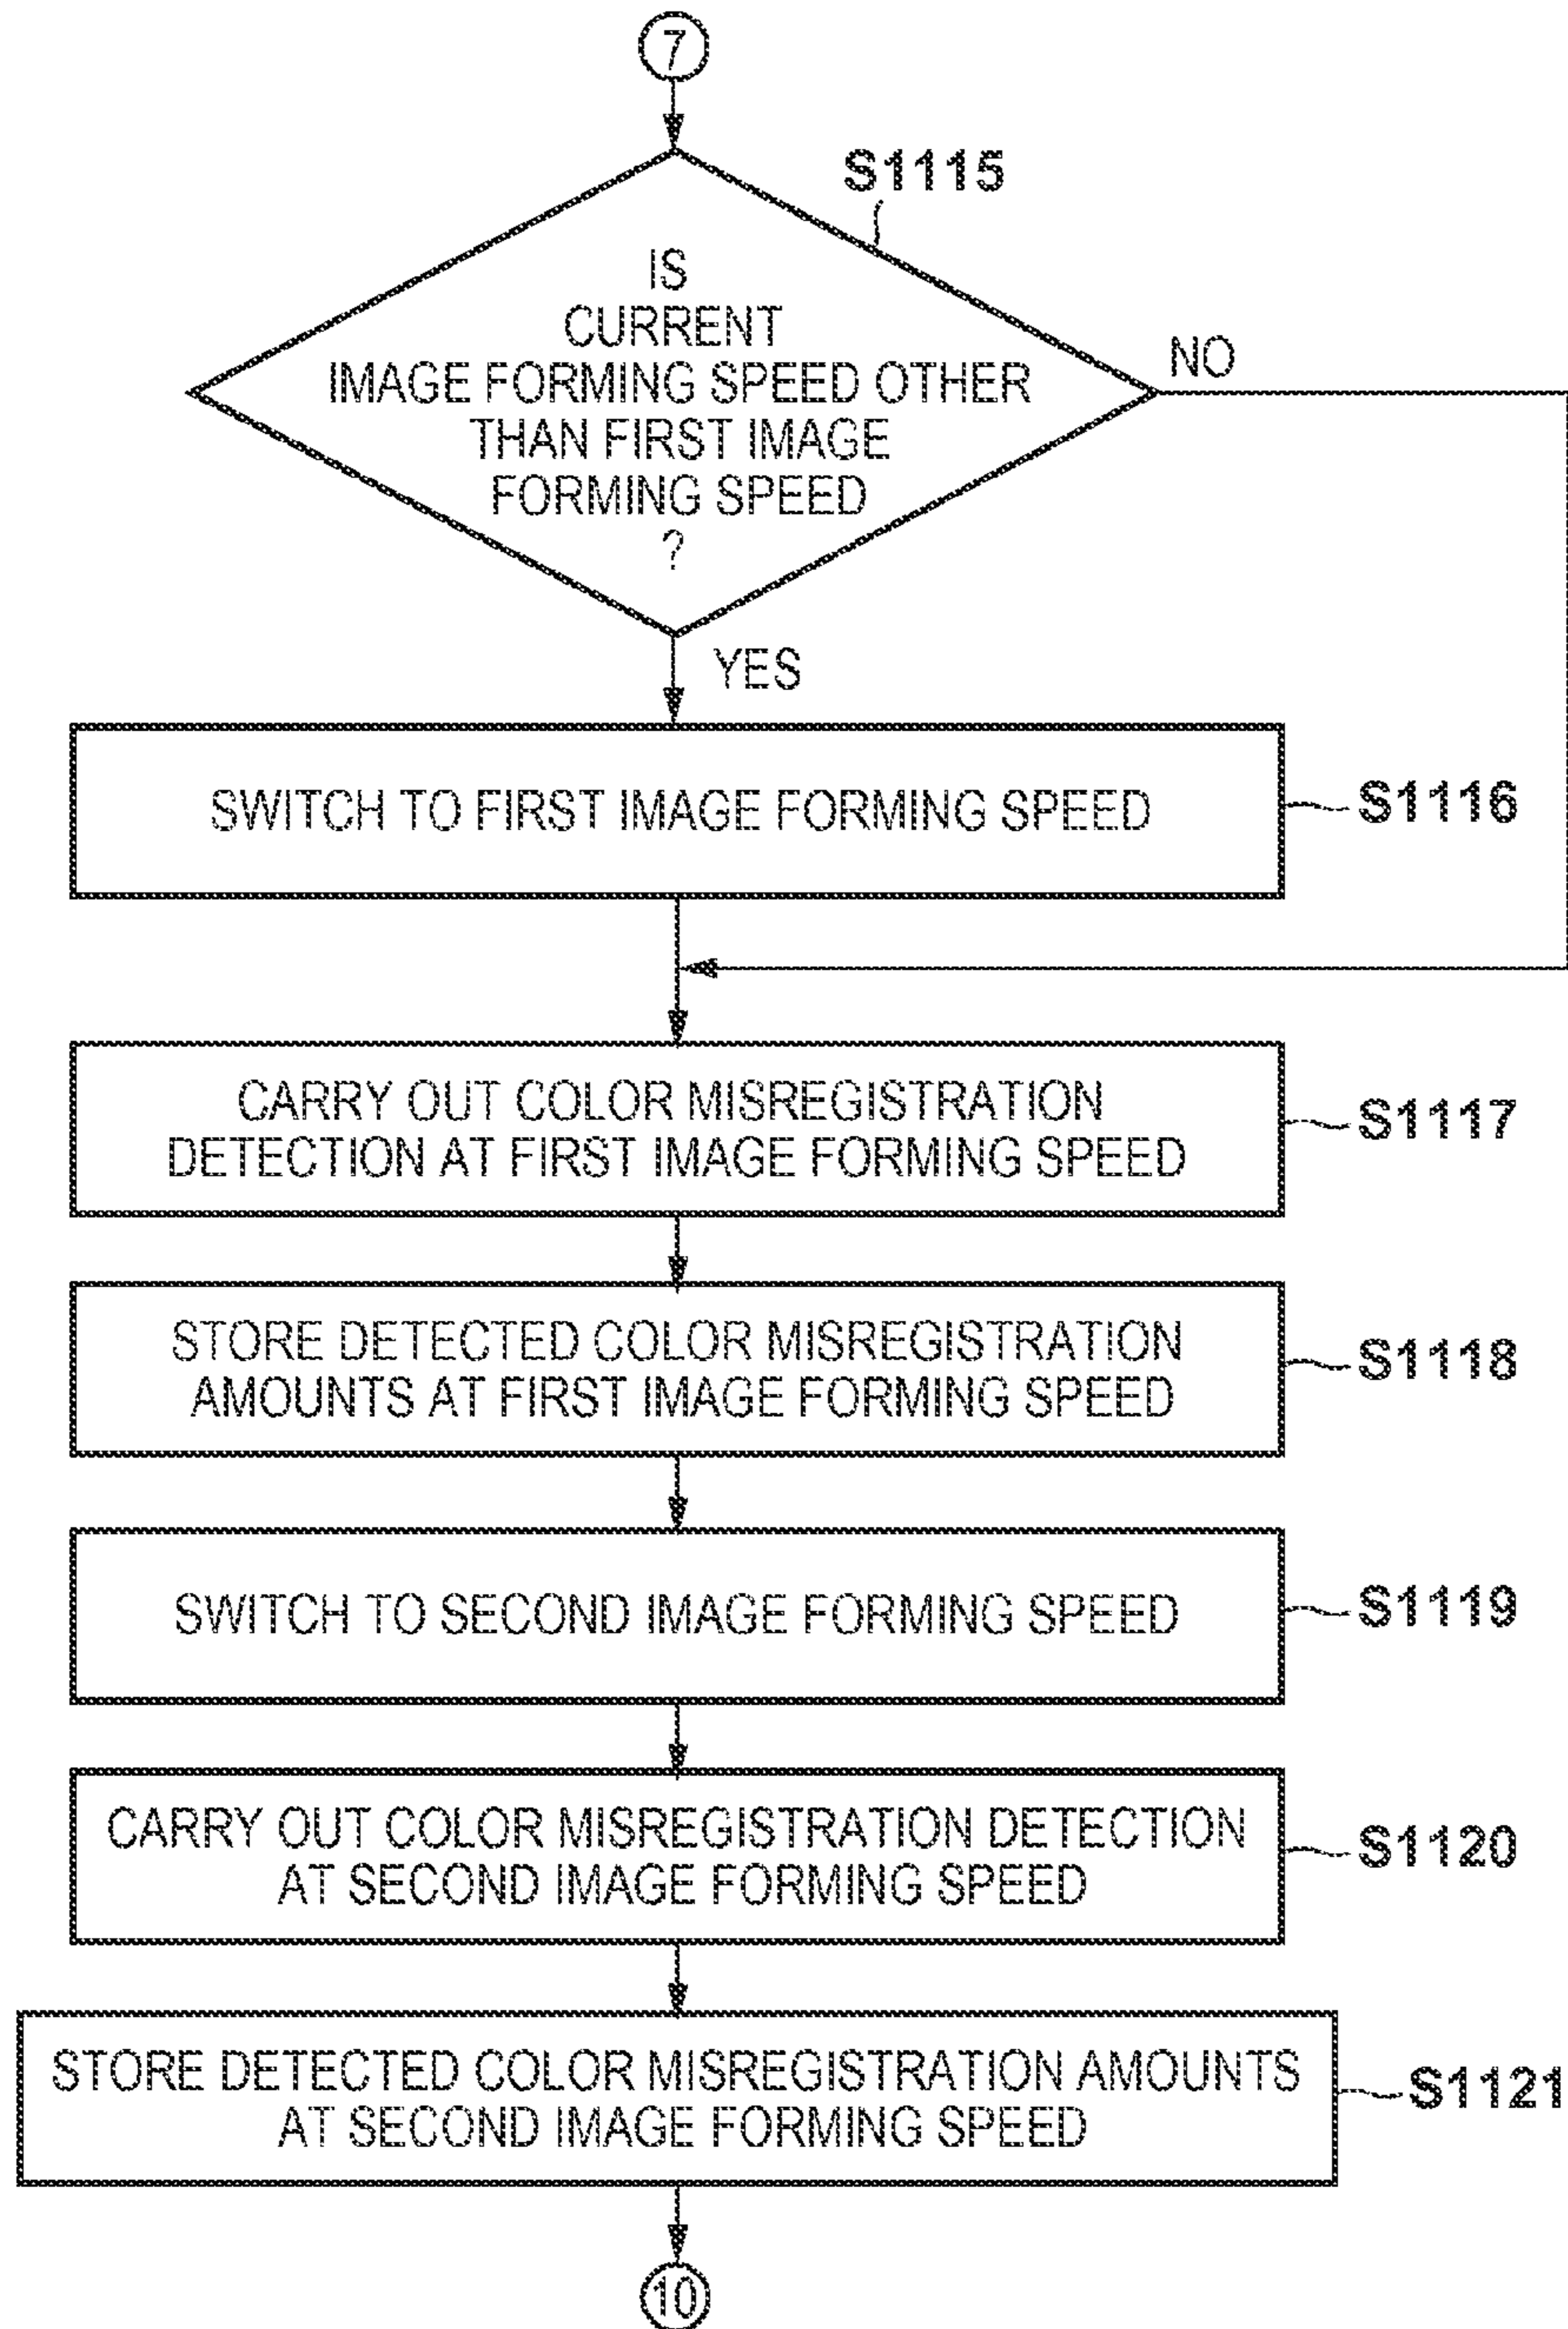 7
S1115
IS
CURRENT
IMAGE FORMING SPEED OTHER
THAN FIRST IMAGE
FORMING SPEED
?
NO
YES
SWITCH TO FIRST IMAGE FORMING SPEED
S1116
CARRY OUT COLOR MISREGISTRATION
DETECTION AT FIRST IMAGE FORMING SPEED
S1117
STORE DETECTED COLOR MISREGISTRATION
AMOUNTS AT FIRST IMAGE FORMING SPEED
S1118
SWITCH TO SECOND IMAGE FORMING SPEED
S1119
CARRY OUT COLOR MISREGISTRATION DETECTION
AT SECOND IMAGE FORMING SPEED
S1120
STORE DETECTED COLOR MISREGISTRATION AMOUNTS
AT SECOND IMAGE FORMING SPEED
S1121
10